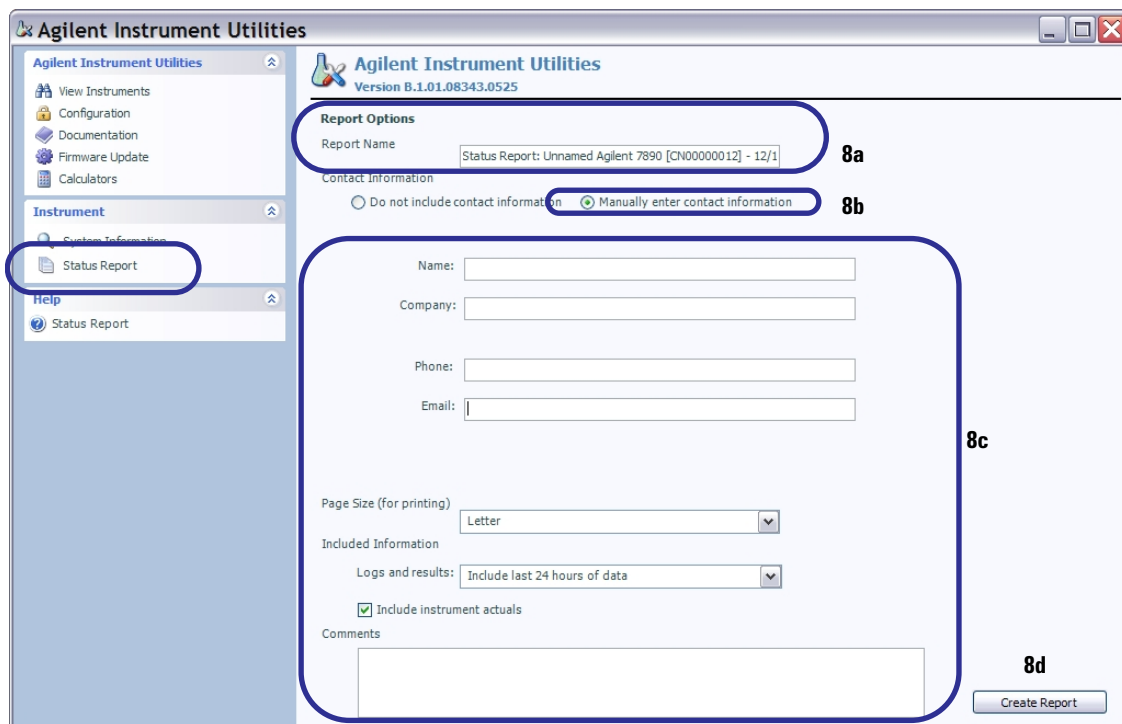 Agilent Instrument Utilities
Agilent Instrument Utilities
View Instruments
Configuration
Documentation
Firmware Update
Calculators
Instrument
System Information
Status Report
Help
Status Report
Agilent Instrument Utilities
Version B.1.01.08343.0525
Report Options
Report Name
Status Report: Unnamed Agilent 7890 [CN00000012] - 12/1
8a
Contact Information
Do not include contact information
Manually enter contact information
8b
Name:
Company:
Phone:
Email:
8c
Page Size (for printing)
Letter
Included Information
Logs and results: Include last 24 hours of data
Include instrument actuals
Comments
8d
Create Report